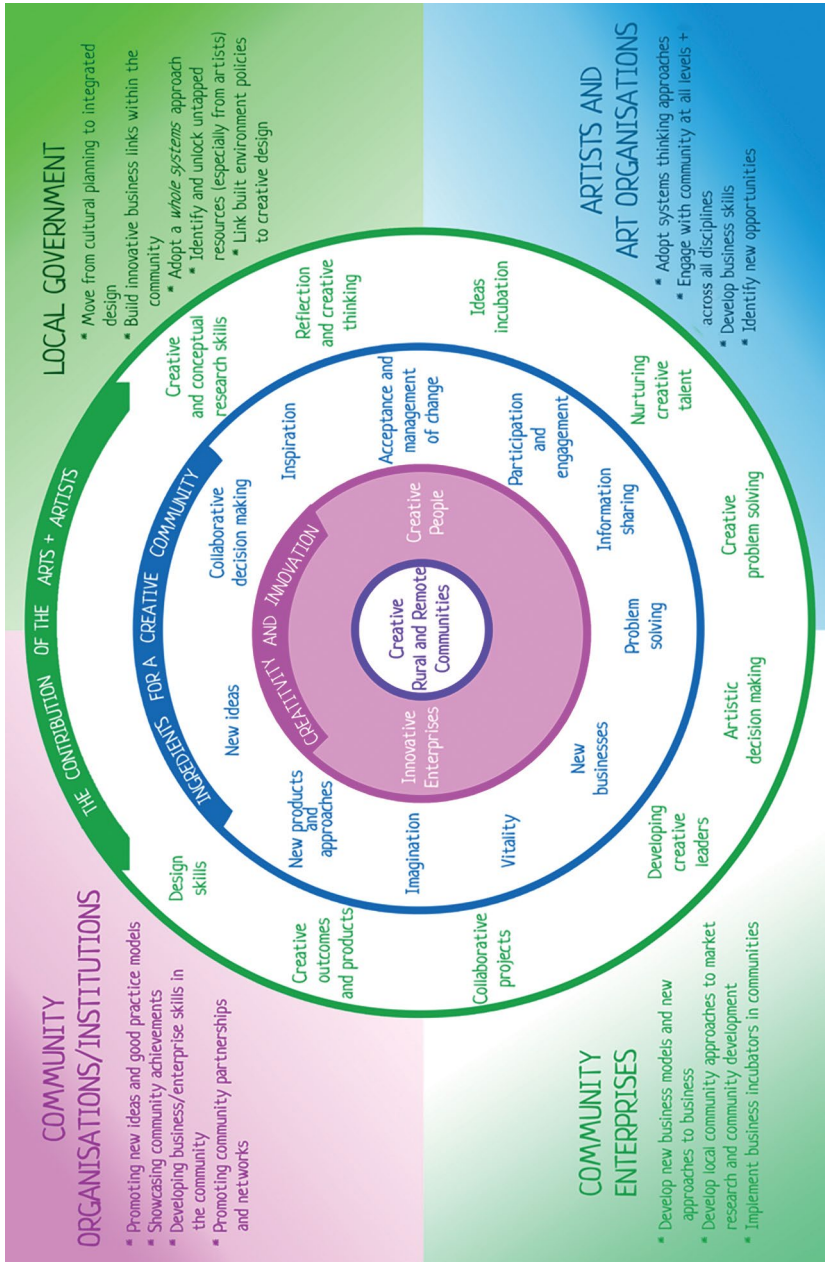 COMMUNITY
ORGANISATIONS/INSTITUTIONS
* Promoting new ideas and good practice models
* Showcasing community achievements
* Developing business/enterprise skills in
the community
* Promoting community partnerships
and networks
LOCAL GOVERNMENT
* Move from cultural planning to integrated
design
* Build innovative business links within the
community
* Adopt a whole systems approach
* Identify and unlock untapped
resources (especially from artists)
* Link built environment policies
to creative design
THE CONTRIBUTION OF THE ARTS + ARTISTS
Design
skills
Creative
and conceptual
research skills
Creative
outcomes
and products
Reflection
and creative
thinking
Collaborative
projects
Ideas
incubation
Developing
creative
leaders
Nurturing
creative
talent
Artistic
decision making
Creative
problem solving
INGREDIENTS FOR A CREATIVE COMMUNITY
New ideas
Collaborative
decision making
New products
and
approaches
Inspiration
Imagination
Acceptance and
management
of change
Vitality
Participation
and
engagement
New
businesses
Information
sharing
Problem
solving
CREATIVITY AND INNOVATION
Innovative
Enterprises
Creative
Rural and Remote
Communities
Creative
People
COMMUNITY
ENTERPRISES
* Develop new business models and new
approaches to business
* Develop local community approaches to market
research and community development
* Implement business incubators in communities
ARTISTS AND
ART ORGANISATIONS
* Adopt systems thinking approaches
* Engage with community at all levels +
across all disciplines
* Develop business skills
* Identify new opportunities